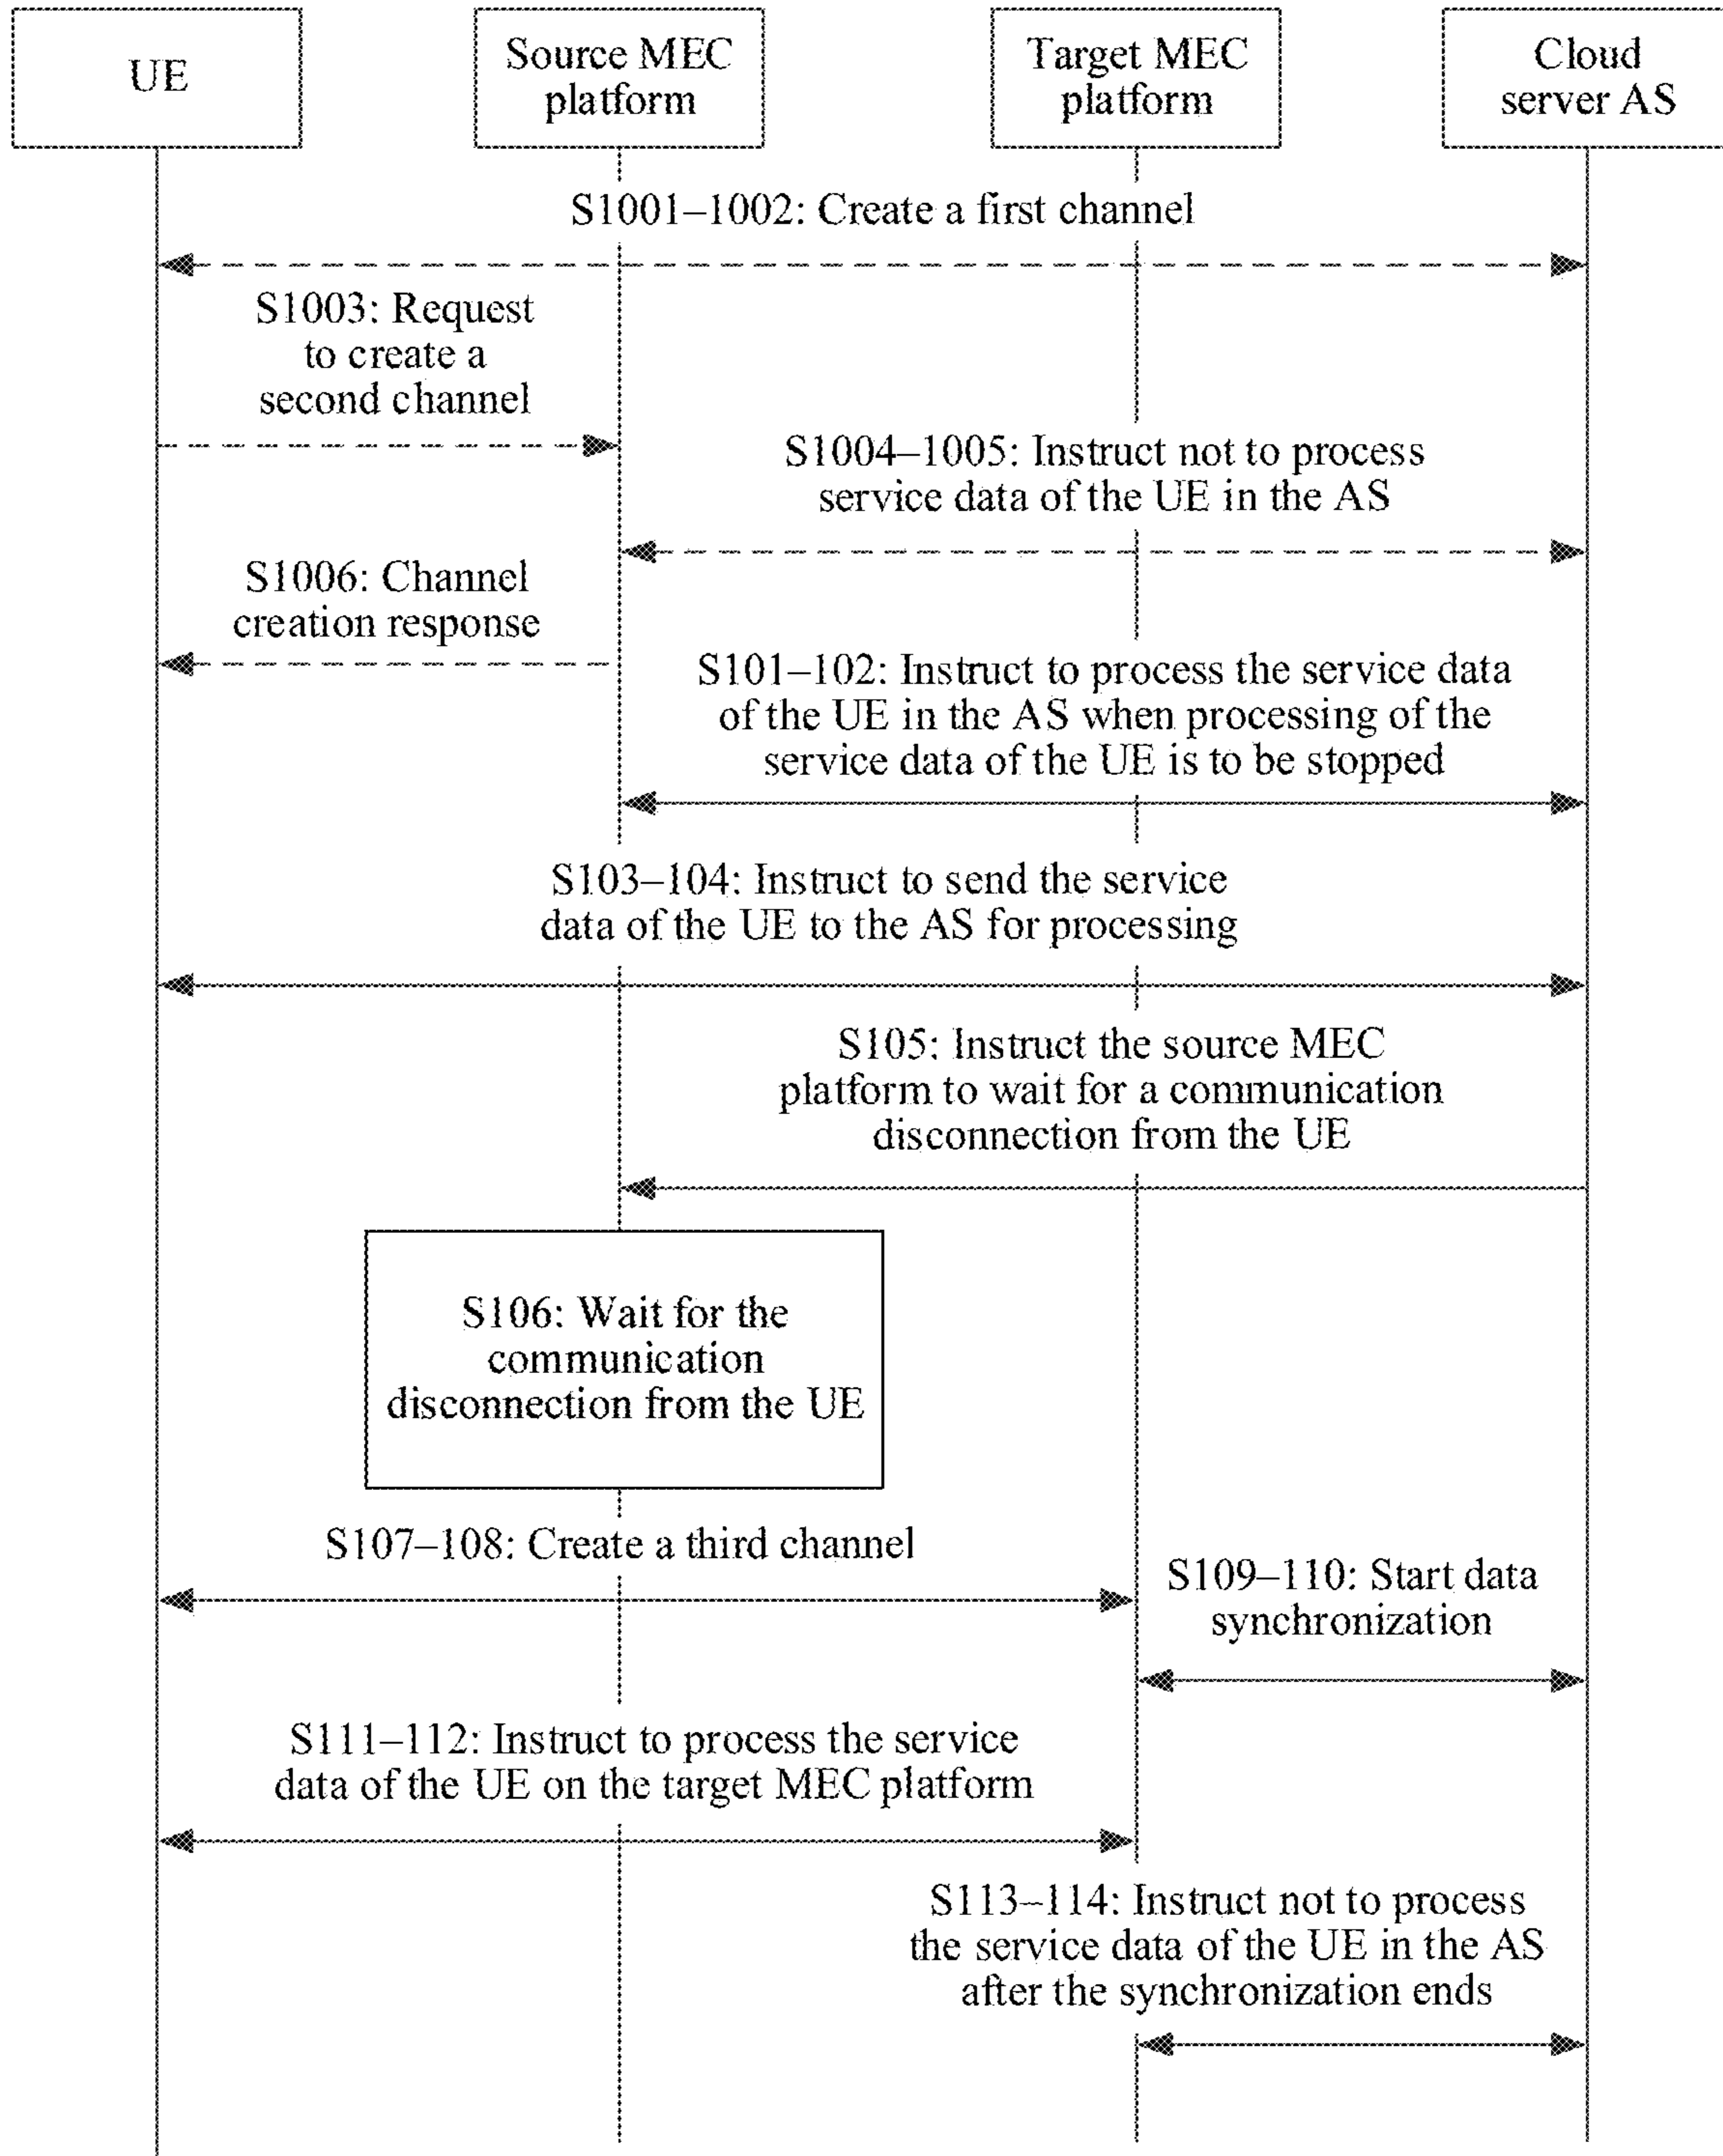 UE
Source MEC
platform
Target MEC
platform
Cloud
server AS
S1001–1002: Create a first channel
S1003: Request
to create a
second channel
S1004–1005: Instruct not to process
service data of the UE in the AS
S1006: Channel
creation response
S101–102: Instruct to process the service data
of the UE in the AS when processing of the
service data of the UE is to be stopped
S103–104: Instruct to send the service
data of the UE to the AS for processing
S105: Instruct the source MEC
platform to wait for a communication
disconnection from the UE
S106: Wait for the
communication
disconnection from the UE
S107–108: Create a third channel
S109–110: Start data
synchronization
S111–112: Instruct to process the service
data of the UE on the target MEC platform
S113–114: Instruct not to process
the service data of the UE in the AS
after the synchronization ends